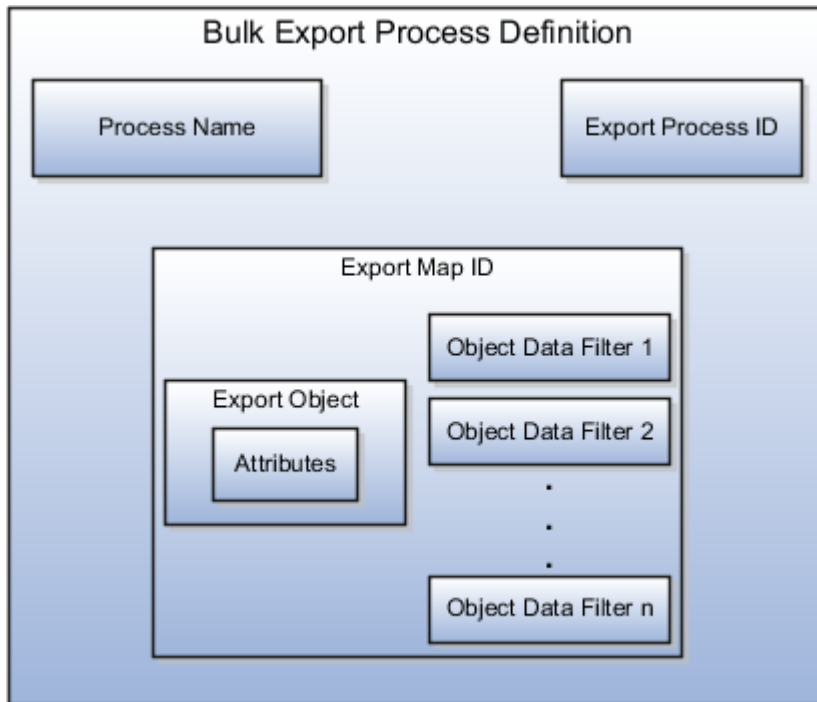 Bulk Export Process Definition
Process Name
Export Process ID
Export Map ID
Object Data Filter 1
Export Object
Attributes
Object Data Filter 2
.
.
.
Object Data Filter n